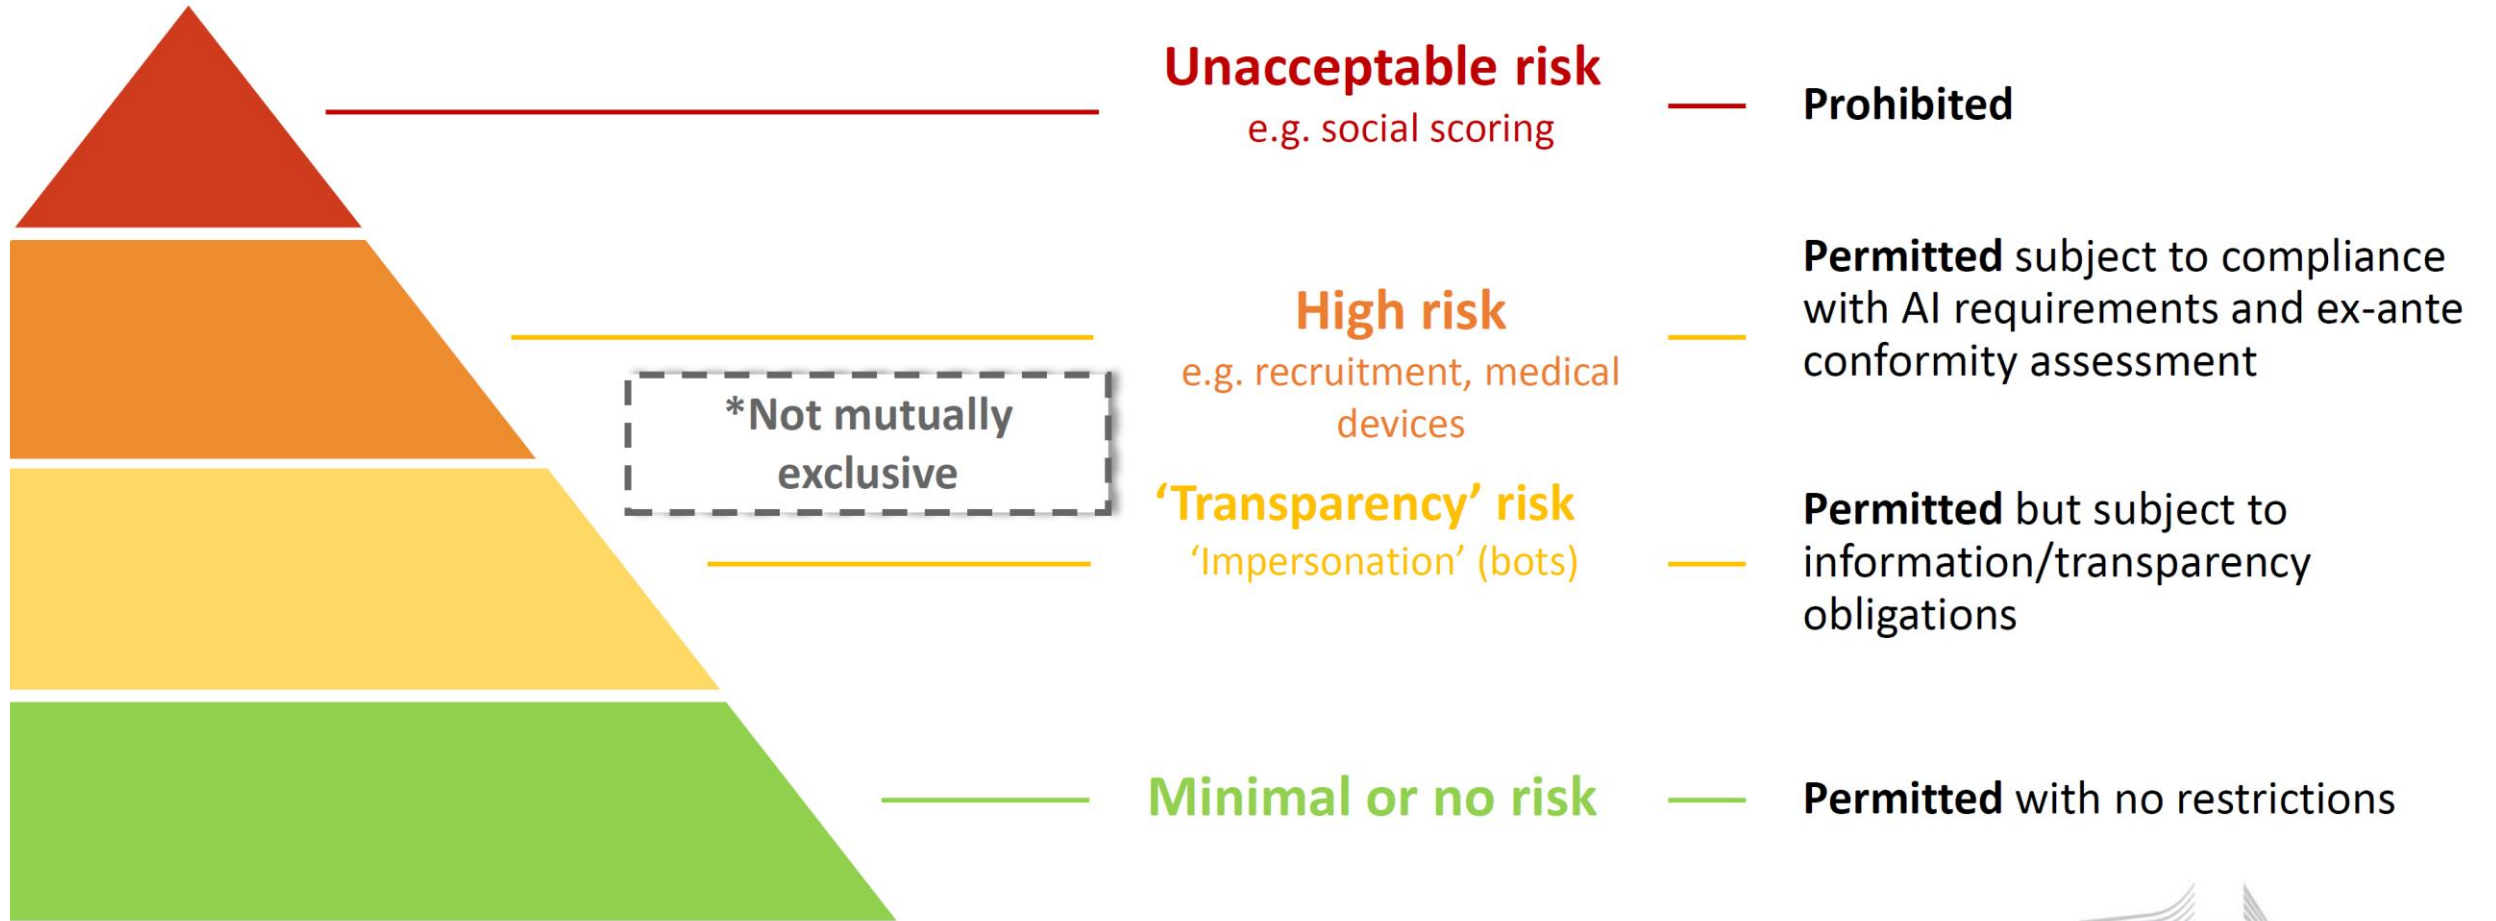 Unacceptable risk
e.g. social scoring
Prohibited
High risk
e.g. recruitment, medical
devices
Permitted subject to compliance
with AI requirements and ex-ante
conformity assessment
*Not mutually
exclusive
‘Transparency’ risk
‘Impersonation’ (bots)
Permitted but subject to
information/transparency
obligations
Minimal or no risk
Permitted with no restrictions